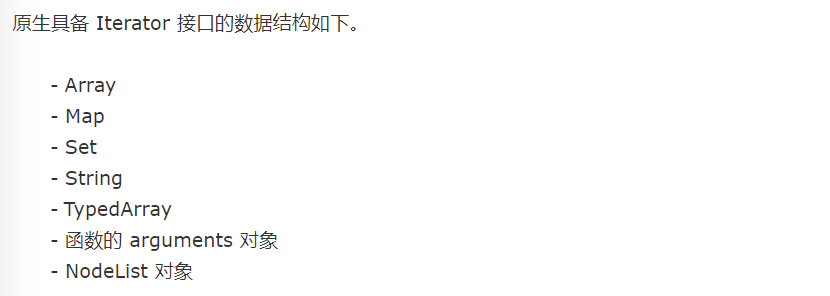 原生具备 Iterator 接口的数据结构如下。
- Array
- Map
- Set
- String
- TypedArray
- 函数的 arguments 对象
- NodeList 对象